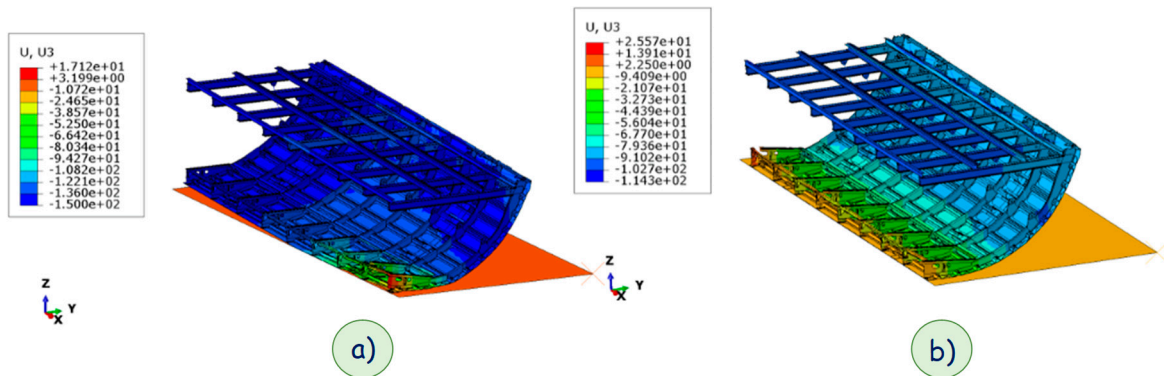 U, U3
+1.712e+01
+3.199e+00
-1.072e+01
-2.465e+01
-3.857e+01
-5.250e+01
-6.642e+01
-8.034e+01
-9.427e+01
-1.082e+02
-1.221e+02
-1.360e+02
-1.500e+02
Z
Y
X
a)
U, U3
+2.557e+01
+1.391e+01
+2.250e+00
-9.409e+00
-2.107e+01
-3.273e+01
-4.439e+01
-5.604e+01
-6.770e+01
-7.936e+01
-9.102e+01
-1.027e+02
-1.143e+02
Z
Y
X
b)